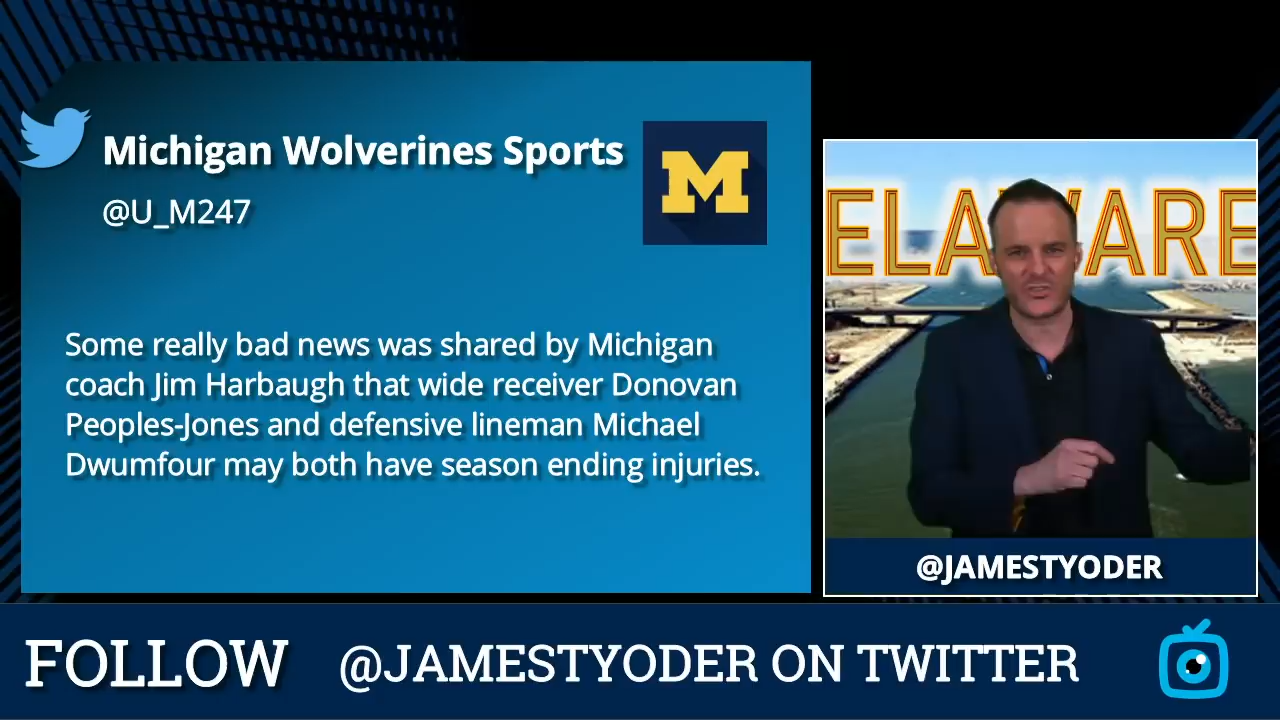 Michigan Wolverines Sports
M
@U_M247
Some really bad news was shared by Michigan
coach Jim Harbaugh that wide receiver Donovan
Peoples-Jones and defensive lineman Michael
Dwumfour may both have season ending injuries.
ELAWARE
@JAMESTYODER
FOLLOW @JAMESTYODER ON TWITTER